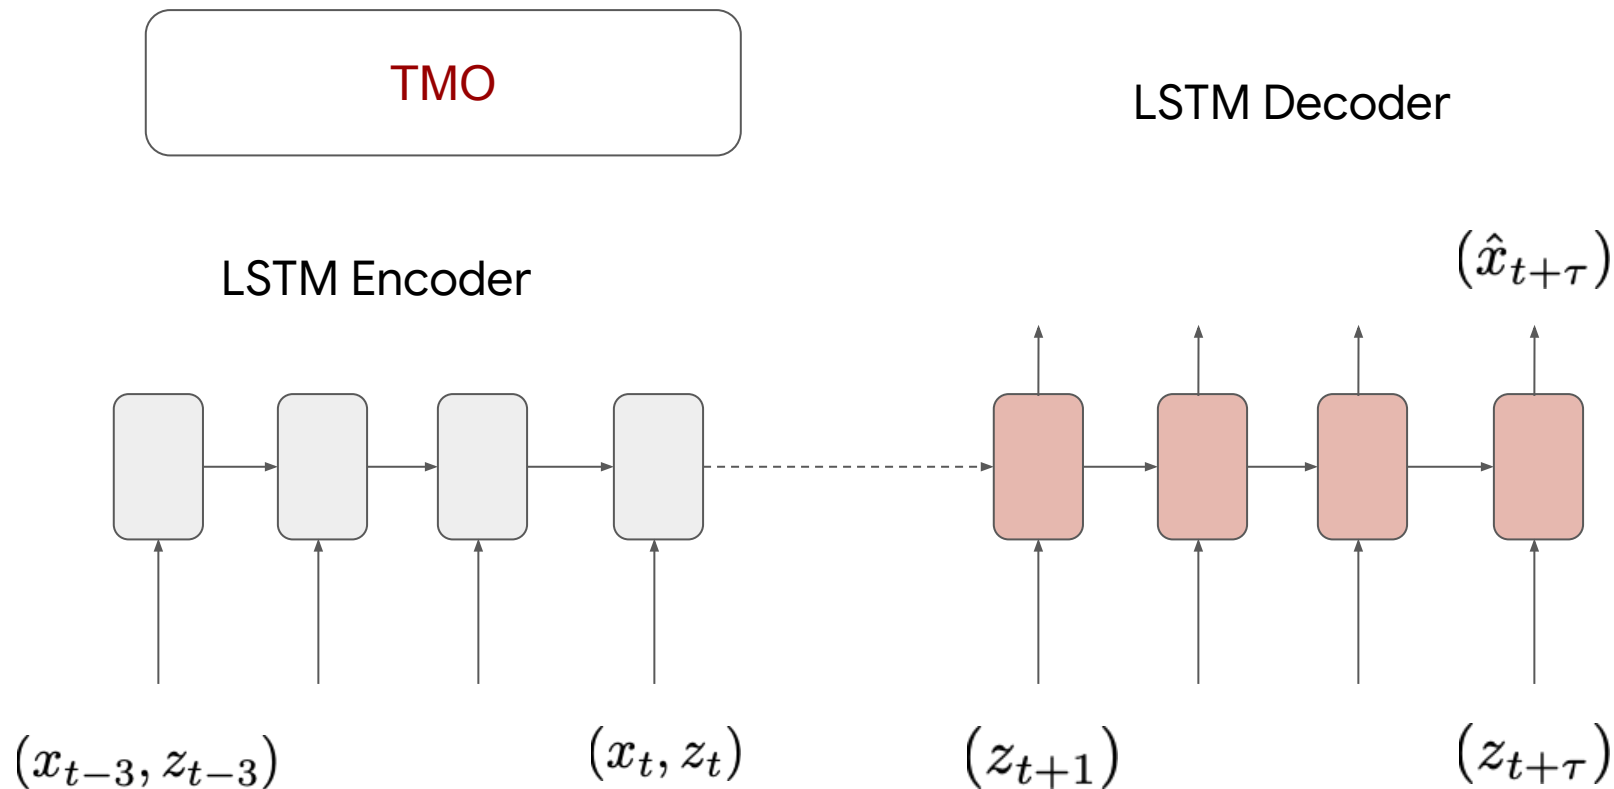 TMO
LSTM Decoder
LSTM Encoder
(x̂_{t+τ})
(x_{t−3}, z_{t−3})
(x_t, z_t)
(z_{t+1})
(z_{t+τ})